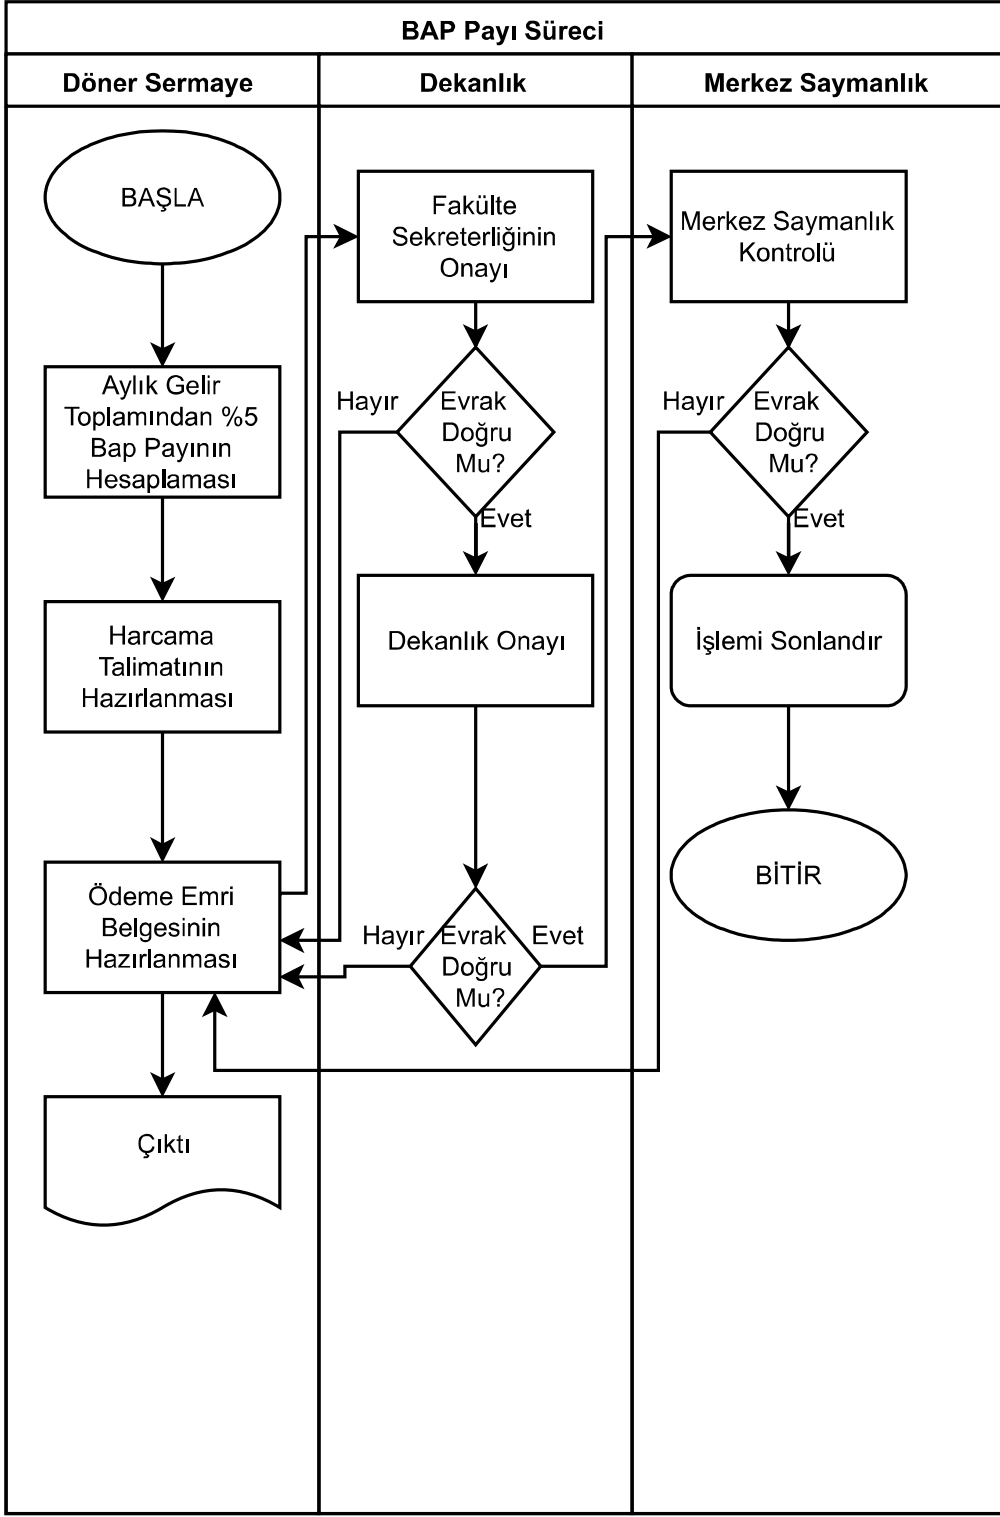 BAP Payı Süreci
Döner Sermaye
Dekanlık
Merkez Saymanlık
BAŞLA
Aylık Gelir
Toplamından %5
Bap Payının
Hesaplaması
Harcama
Talimatının
Hazırlanması
Ödeme Emri
Belgesinin
Hazırlanması
Çıktı
Fakülte
Sekreterliğinin
Onayı
Hayır
Evrak
Doğru
Mu?
Evet
Dekanlık Onayı
Hayır
Evrak
Doğru
Mu?
Evet
Merkez Saymanlık
Kontrolü
Hayır
Evrak
Doğru
Mu?
Evet
İşlemi Sonlandır
BİTİR